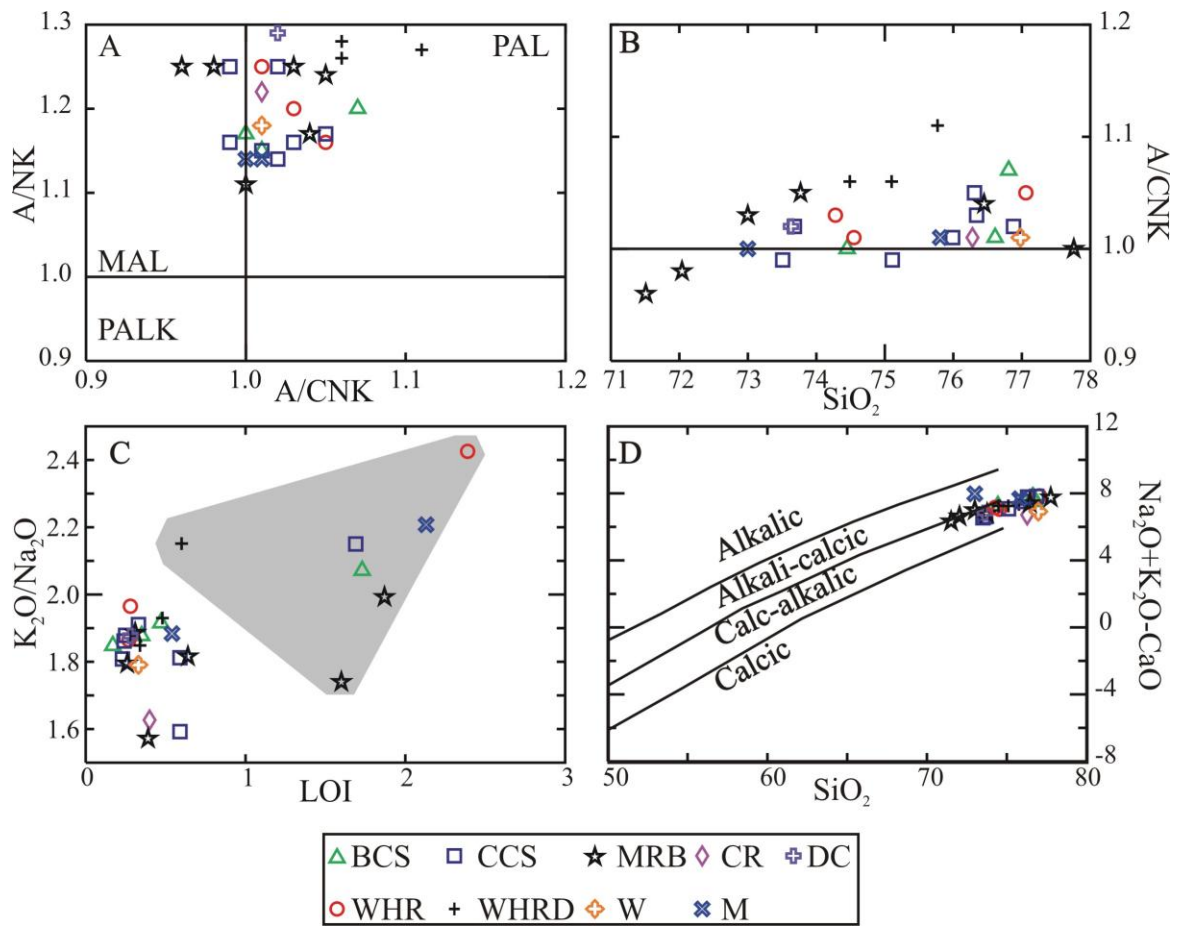 A
PAL
MAL
PALK
A/NK
1.3
1.2
1.1
1.0
0.9
0.9
1.0
1.1
1.2
A/CNK
B
1.2
1.1
1.0
0.9
A/CNK
71
72
73
74
75
76
77
78
SiO2
C
K2O/Na2O
2.4
2.2
2.0
1.8
1.6
0
1
2
3
LOI
D
Alkalic
Alkali-calcic
Calc-alkalic
Calcic
12
8
4
0
-4
-8
Na2O+K2O-CaO
50
60
70
80
SiO2
BCS CCS MRB CR DC
WHR WHRD W M